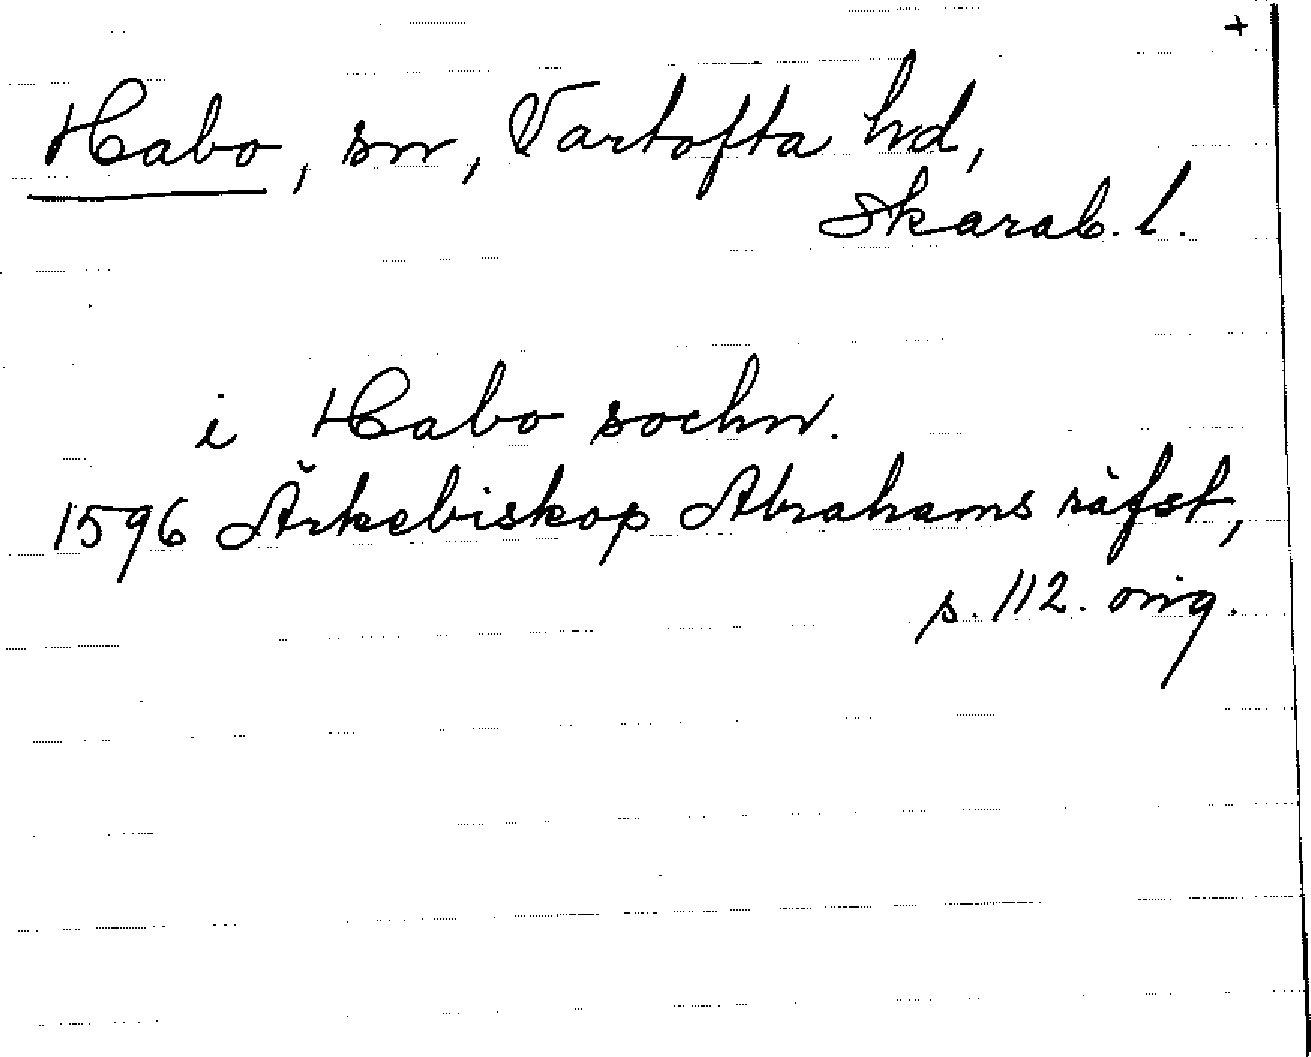 +
Habo, sn, Vartofta hd,
Skarab. l.
i Habo sochn.
1596 Ärkebiskop Abrahams räfst,
s. 112. orig.